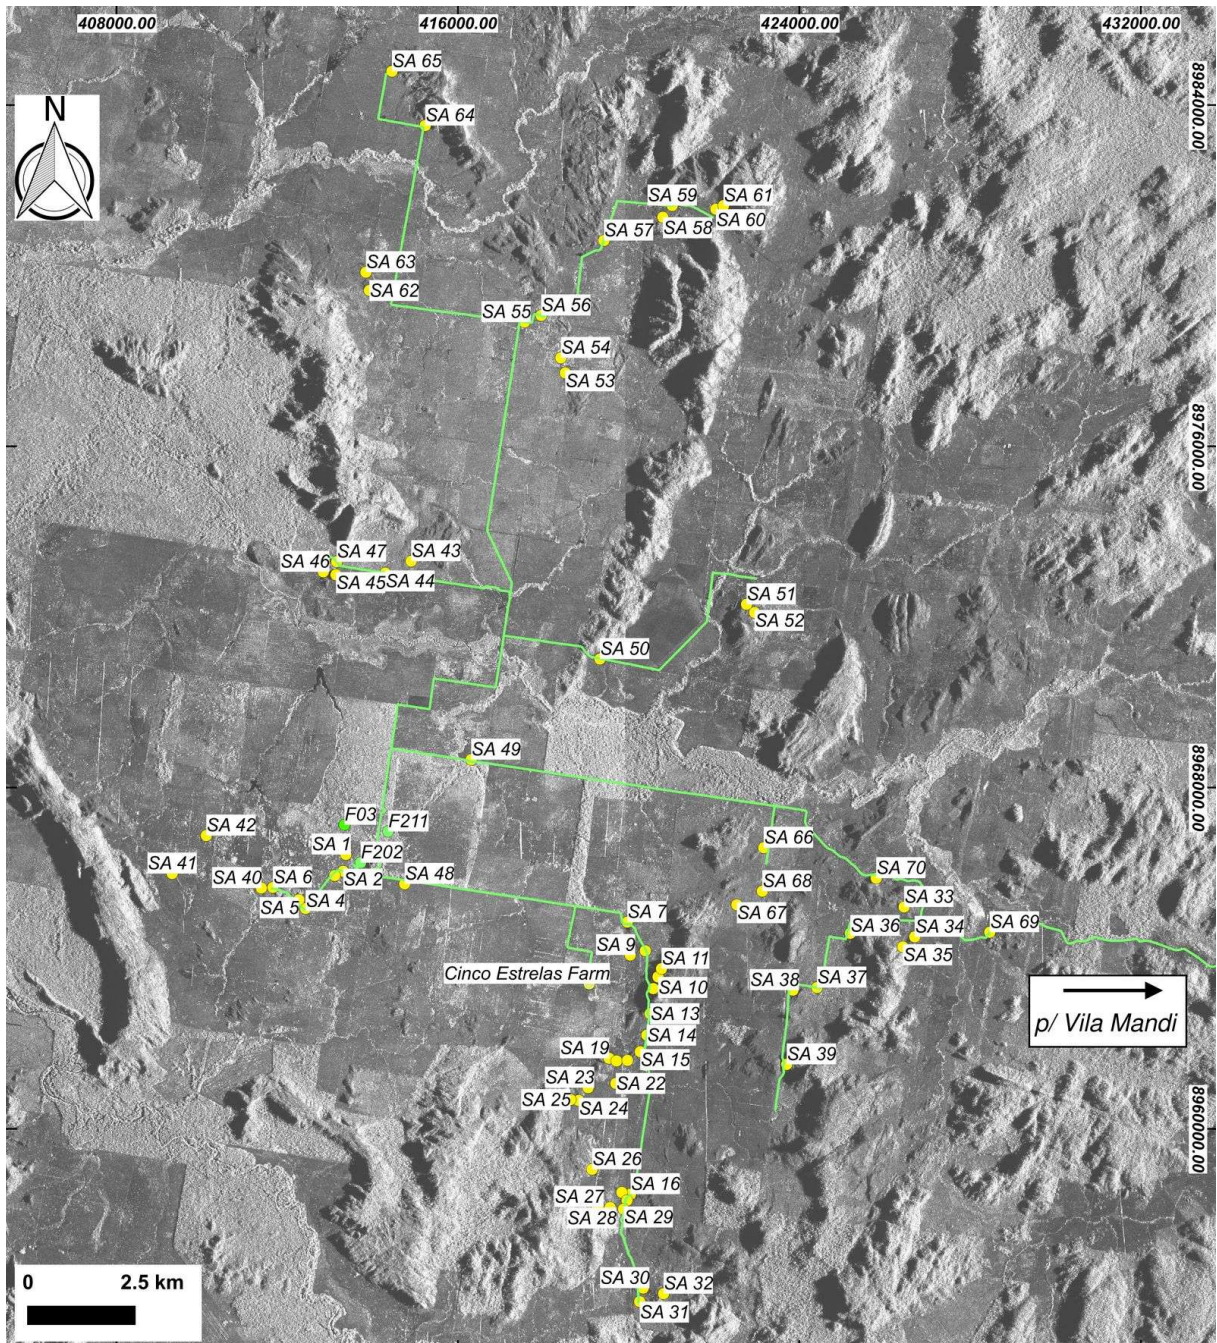 408000.00
416000.00
424000.00
432000.00
SA 65
8984000.00
N
SA 64
SA 59
SA 61
SA 57
SA 58
SA 60
SA 63
SA 62
SA 55
SA 56
SA 54
SA 53
8976000.00
SA 47
SA 43
SA 46
SA 45
SA 44
SA 51
SA 52
SA 50
SA 49
8968000.00
F03
F211
SA 42
SA 1
F202
SA 66
SA 41
SA 40
SA 6
SA 2
SA 48
SA 70
SA 68
SA 5
SA 4
SA 67
SA 33
SA 7
SA 36
SA 34
SA 69
SA 9
SA 35
SA 11
Cinco Estrelas Farm
SA 10
SA 38
SA 37
SA 13
p/ Vila Mandi
SA 14
SA 19
SA 15
SA 39
SA 23
SA 22
SA 25
SA 24
8960000.00
SA 26
SA 16
SA 27
SA 28
SA 29
0
2.5 km
SA 30
SA 32
SA 31